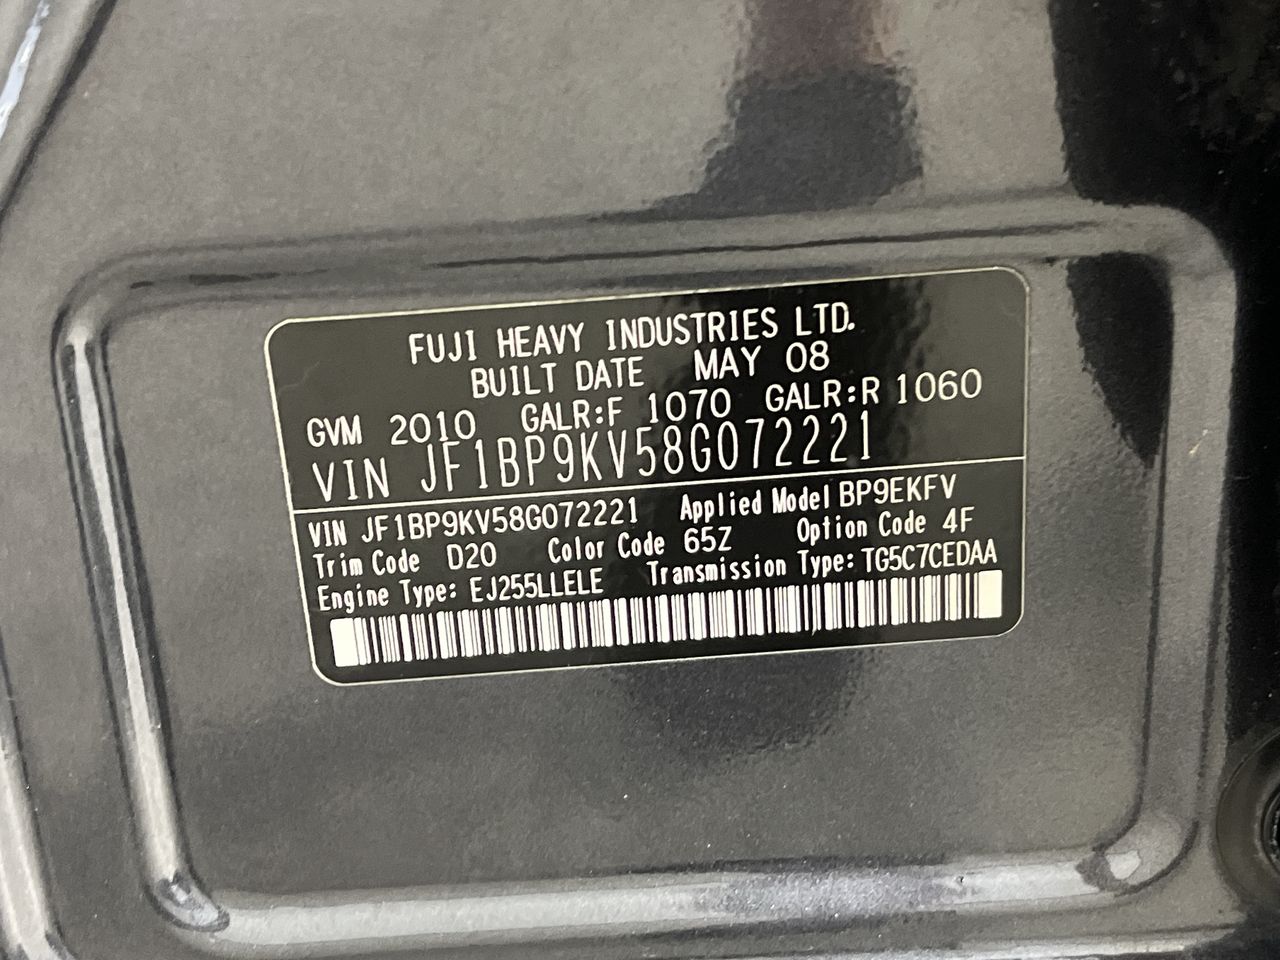 FUJI HEAVY INDUSTRIES LTD.
BUILT DATE MAY 08
GVM 2010 GALR:F 1070 GALR:R 1060
VIN JF1BP9KV58G072221
VIN JF1BP9KV58G072221 Applied Model BP9EKFV
Trim Code D20 Color Code 65Z Option Code 4F
Engine Type: EJ255LLELE Transmission Type: TG5C7CEDAA